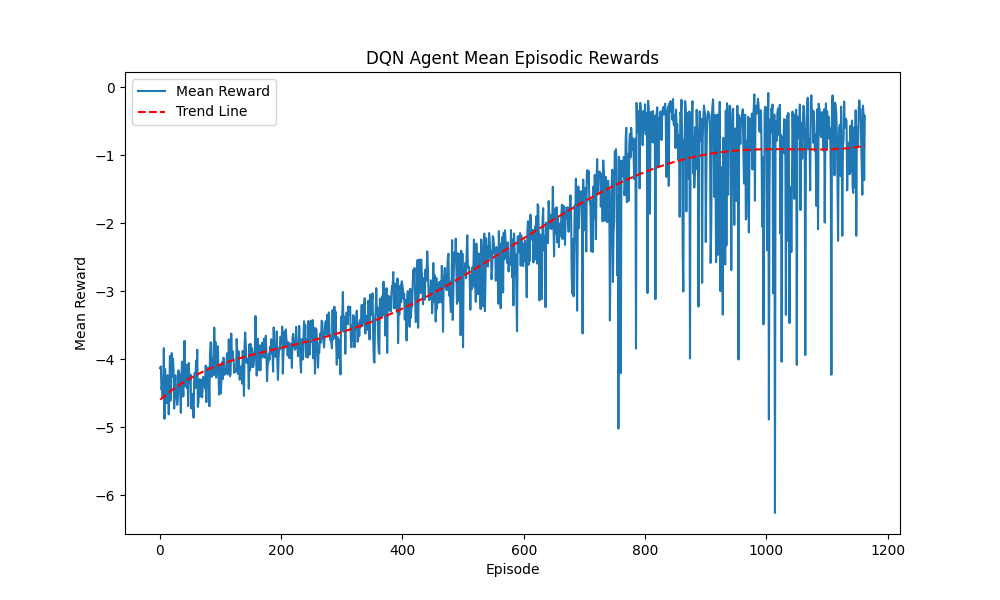 DQN Agent Mean Episodic Rewards
Mean Reward
Trend Line
0
−1
−2
−3
−4
−5
−6
Mean Reward
0 200 400 600 800 1000 1200
Episode